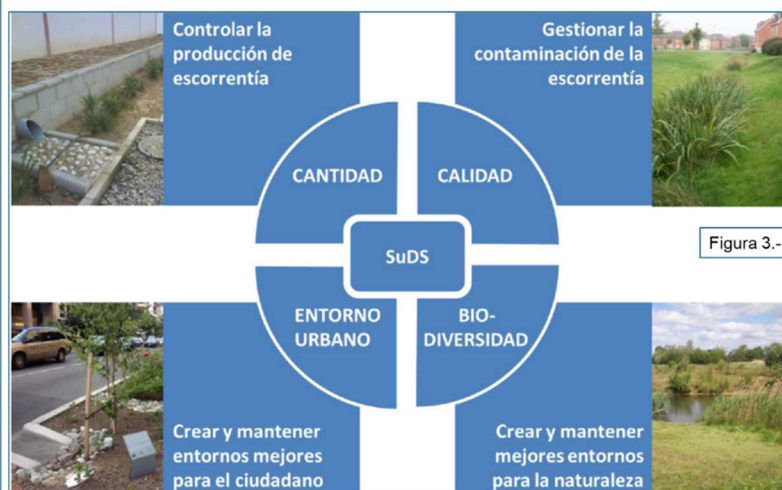 Controlar la
producción de
escorrentía
Gestionar la
contaminación de la
escorrentía
CANTIDAD
CALIDAD
SuDS
Figura 3.-
ENTORNO
URBANO
BIO-
DIVERSIDAD
Crear y mantener
entornos mejores
para el ciudadano
Crear y mantener
mejores entornos
para la naturaleza